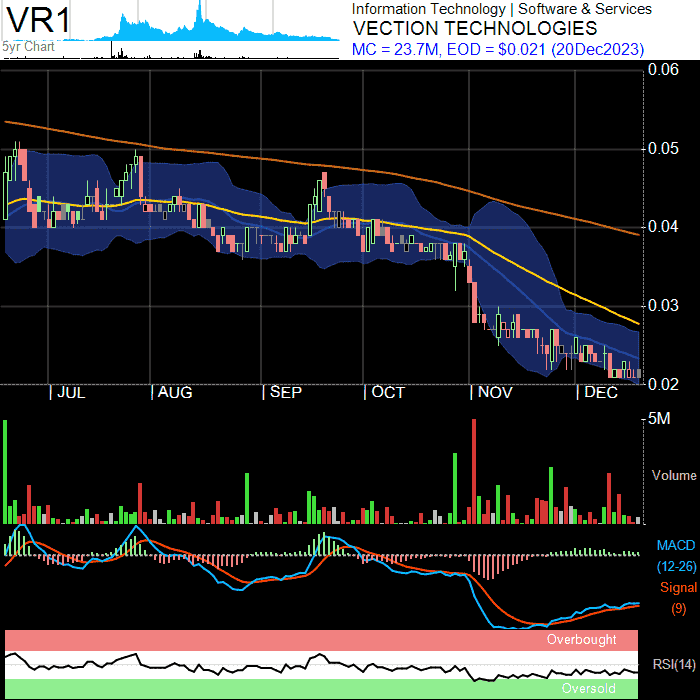 VR1
5yr Chart
Information Technology | Software & Services
VECTION TECHNOLOGIES
MC = 23.7M, EOD = $0.021 (20Dec2023)
0.06
0.05
0.04
0.03
0.02
| JUL | AUG | SEP | OCT | NOV | DEC
5M
Volume
MACD
(12-26)
Signal
(9)
Overbought
RSI(14)
Oversold